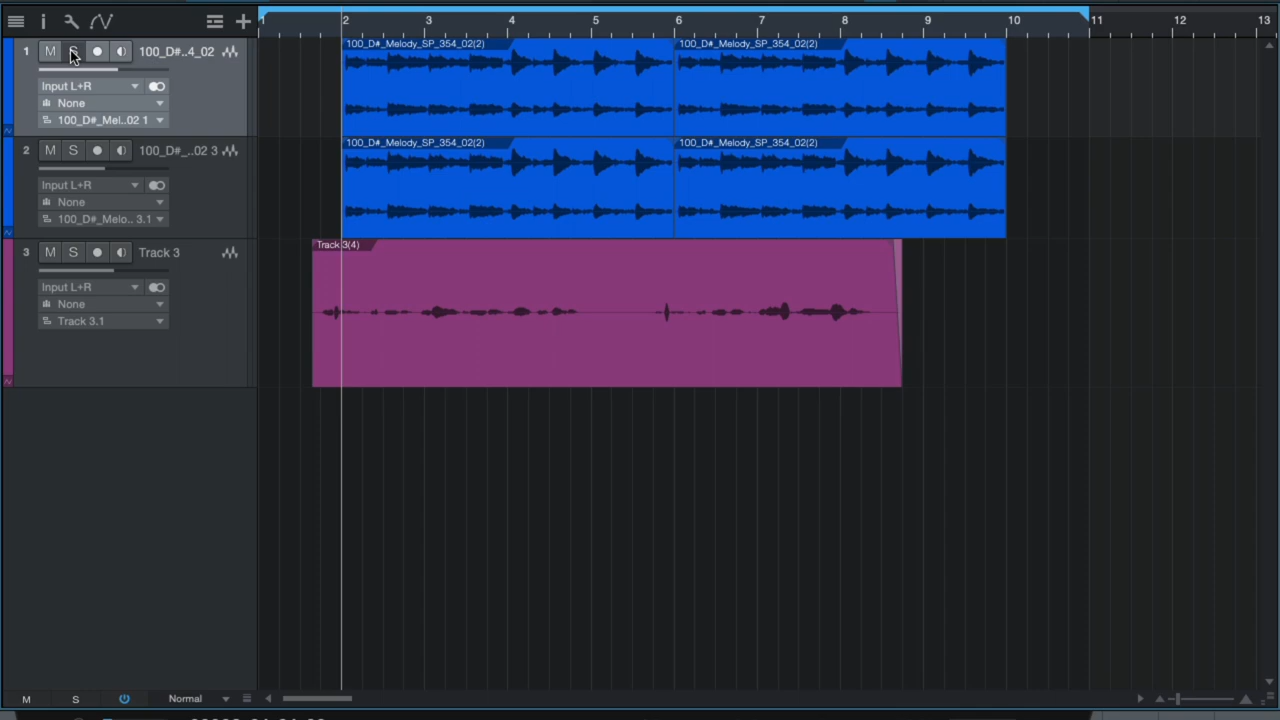 1 2 3 4 5 6 7 8 9 10 11 12 13
1 M S 100_D#..4_02
Input L+R
None
100_D#_Mel..02 1
100_D#_Melody_SP_354_02(2) 100_D#_Melody_SP_354_02(2)
2 M S 100_D#_..02 3
Input L+R
None
100_D#_Melo.. 3.1
100_D#_Melody_SP_354_02(2) 100_D#_Melody_SP_354_02(2)
3 M S Track 3
Input L+R
None
Track 3.1
Track 3(4)
M S Normal